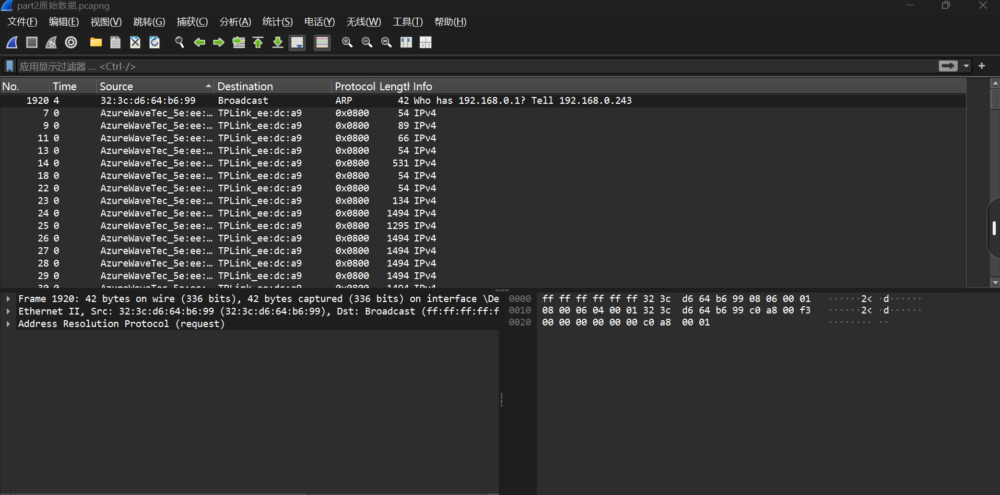 part2原始数据.pcapng
文件(F) 编辑(E) 视图(V) 跳转(G) 捕获(C) 分析(A) 统计(S) 电话(Y) 无线(W) 工具(T) 帮助(H)
应用显示过滤器 … <Ctrl-/>
No. Time Source Destination Protocol Length Info
1920 4 32:3c:d6:64:b6:99 Broadcast ARP 42 Who has 192.168.0.1? Tell 192.168.0.243
7 0 AzureWaveTec_5e:ee:… TPLink_ee:dc:a9 0x0800 54 IPv4
9 0 AzureWaveTec_5e:ee:… TPLink_ee:dc:a9 0x0800 89 IPv4
11 0 AzureWaveTec_5e:ee:… TPLink_ee:dc:a9 0x0800 66 IPv4
13 0 AzureWaveTec_5e:ee:… TPLink_ee:dc:a9 0x0800 54 IPv4
14 0 AzureWaveTec_5e:ee:… TPLink_ee:dc:a9 0x0800 531 IPv4
18 0 AzureWaveTec_5e:ee:… TPLink_ee:dc:a9 0x0800 54 IPv4
22 0 AzureWaveTec_5e:ee:… TPLink_ee:dc:a9 0x0800 54 IPv4
23 0 AzureWaveTec_5e:ee:… TPLink_ee:dc:a9 0x0800 134 IPv4
24 0 AzureWaveTec_5e:ee:… TPLink_ee:dc:a9 0x0800 1494 IPv4
25 0 AzureWaveTec_5e:ee:… TPLink_ee:dc:a9 0x0800 1295 IPv4
26 0 AzureWaveTec_5e:ee:… TPLink_ee:dc:a9 0x0800 1494 IPv4
27 0 AzureWaveTec_5e:ee:… TPLink_ee:dc:a9 0x0800 1494 IPv4
28 0 AzureWaveTec_5e:ee:… TPLink_ee:dc:a9 0x0800 1494 IPv4
29 0 AzureWaveTec_5e:ee:… TPLink_ee:dc:a9 0x0800 1494 IPv4
30 0 AzureWaveTec_5e:ee:… TPLink_ee:dc:a9 0x0800 1494 IPv4
Frame 1920: 42 bytes on wire (336 bits), 42 bytes captured (336 bits) on interface \De
Ethernet II, Src: 32:3c:d6:64:b6:99 (32:3c:d6:64:b6:99), Dst: Broadcast (ff:ff:ff:ff:f
Address Resolution Protocol (request)
0000 ff ff ff ff ff ff 32 3c d6 64 b6 99 08 06 00 01 ······2< ·d······
0010 08 00 06 04 00 01 32 3c d6 64 b6 99 c0 a8 00 f3 ······2< ·d······
0020 00 00 00 00 00 00 c0 a8 00 01 ········ ··